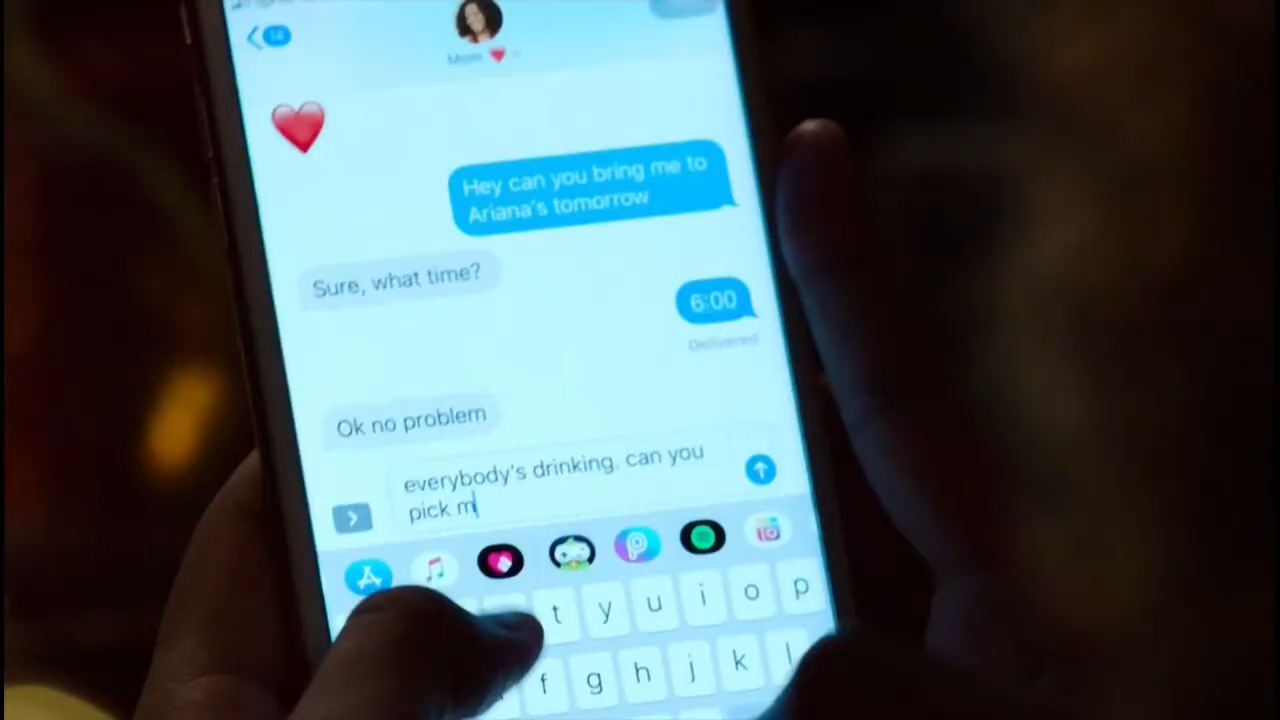 14
Mom
Hey can you bring me to
Ariana's tomorrow
Sure, what time?
6:00
Delivered
Ok no problem
everybody's drinking. can you
pick m
t y u i o p
f g h j k l